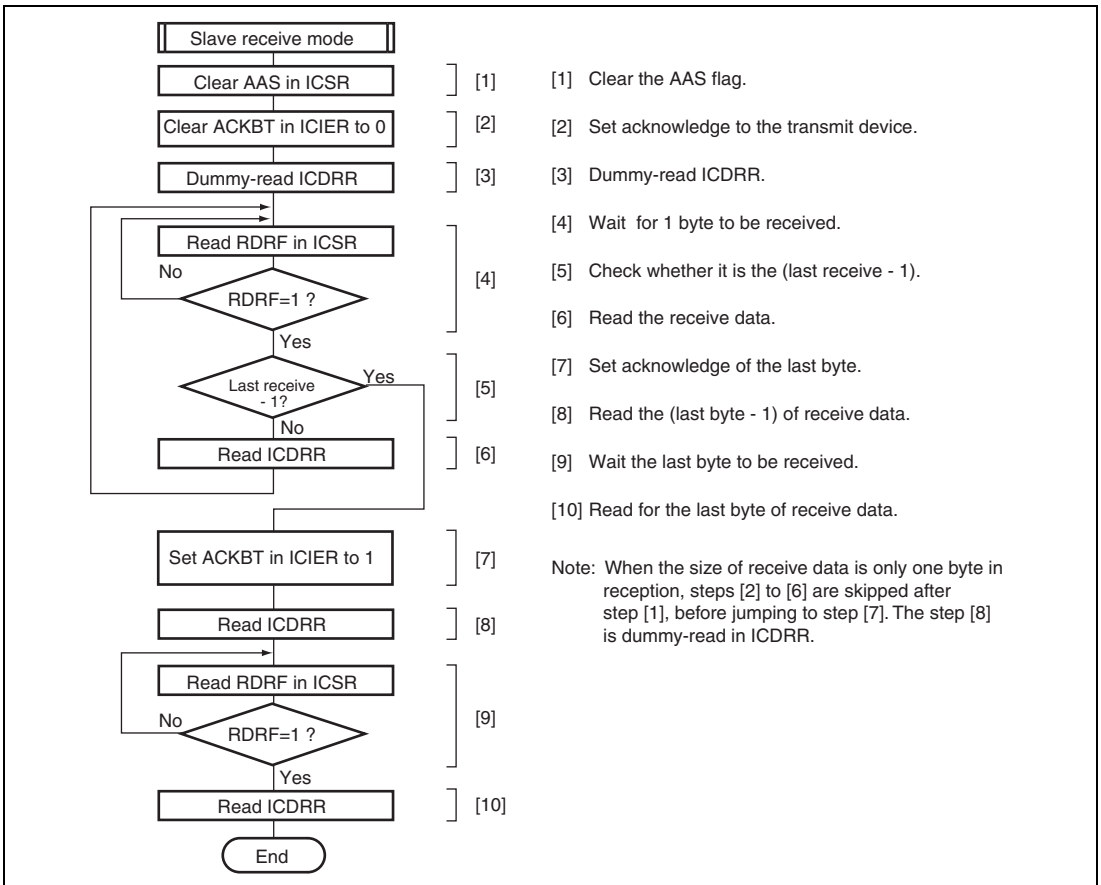 Slave receive mode
Clear AAS in ICSR
[1]
[1] Clear the AAS flag.
Clear ACKBT in ICIER to 0
[2]
[2] Set acknowledge to the transmit device.
Dummy-read ICDRR
[3]
[3] Dummy-read ICDRR.
[4] Wait for 1 byte to be received.
Read RDRF in ICSR
No
[4]
RDRF=1 ?
Yes
[5] Check whether it is the (last receive - 1).
[6] Read the receive data.
Last receive
- 1?
Yes
[5]
No
[7] Set acknowledge of the last byte.
[8] Read the (last byte - 1) of receive data.
Read ICDRR
[6]
[9] Wait the last byte to be received.
[10] Read for the last byte of receive data.
Set ACKBT in ICIER to 1
[7]
Note: When the size of receive data is only one byte in
reception, steps [2] to [6] are skipped after
step [1], before jumping to step [7]. The step [8]
is dummy-read in ICDRR.
Read ICDRR
[8]
Read RDRF in ICSR
No
[9]
RDRF=1 ?
Yes
Read ICDRR
[10]
End